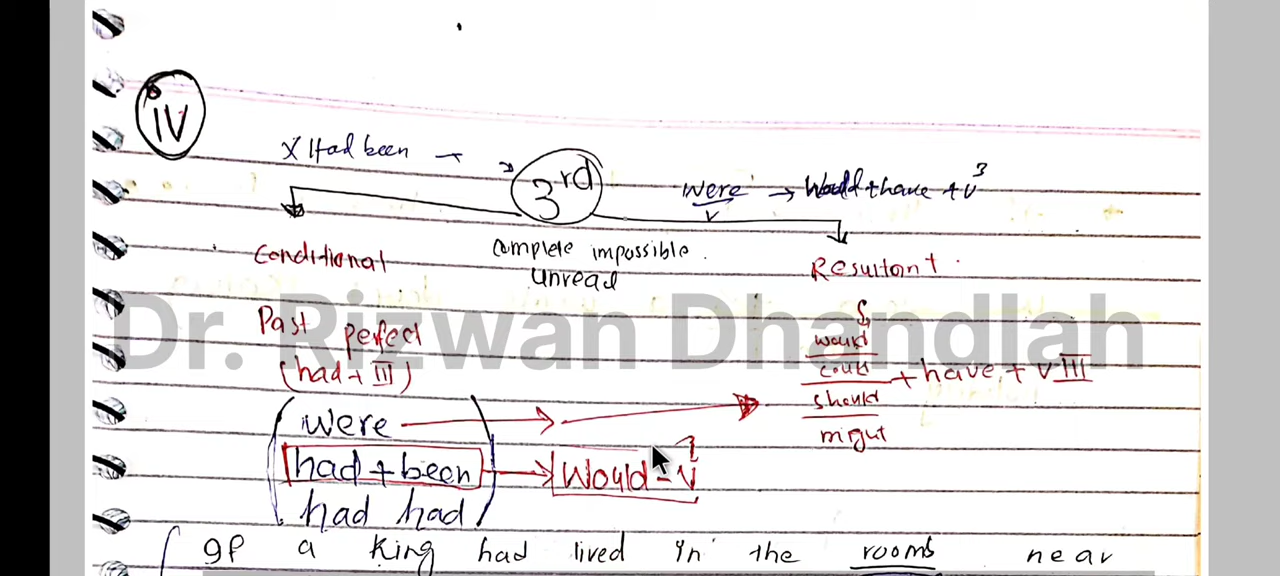 IV
X Had been →
3rd
were → Would + have + v3
v
Conditional
Complete impossible.
unread
Resultant.
Dr. Rizwan Dhandlah
Past perfect
(had + III)
would
could
should
might
+ have + vIII
were
had + been → Would - V
had had
If a King had lived In the rooms near